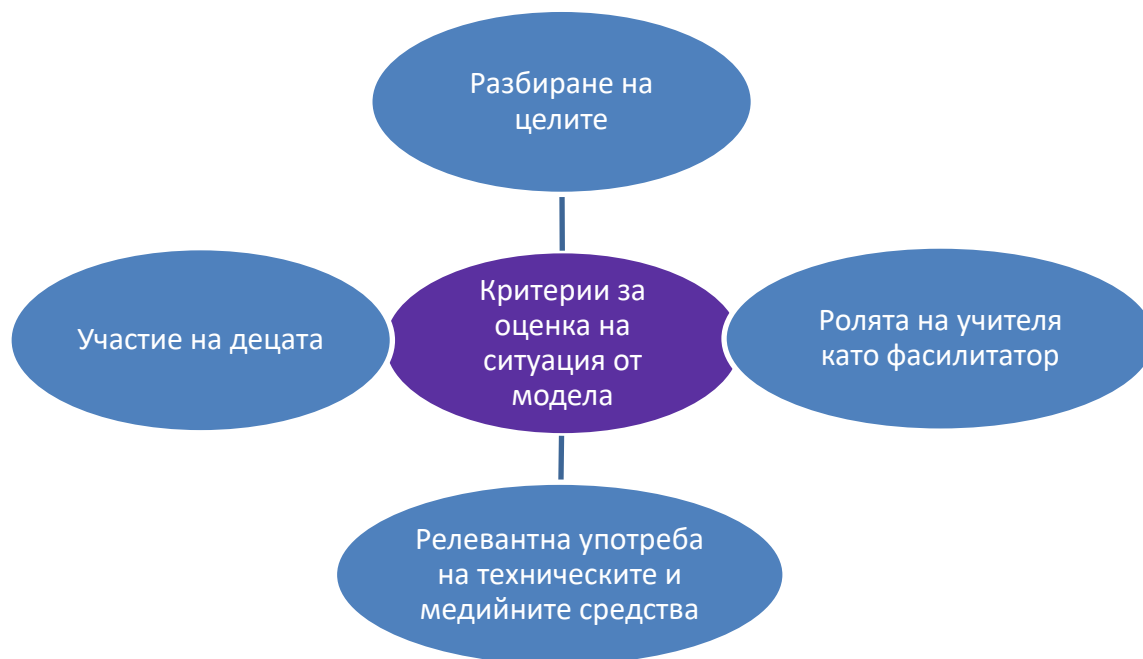 Разбиране на
целите
Участие на децата
Критерии за
оценка на
ситуация от
модела
Ролята на учителя
като фасилитатор
Релевантна употреба
на техническите и
медийните средства